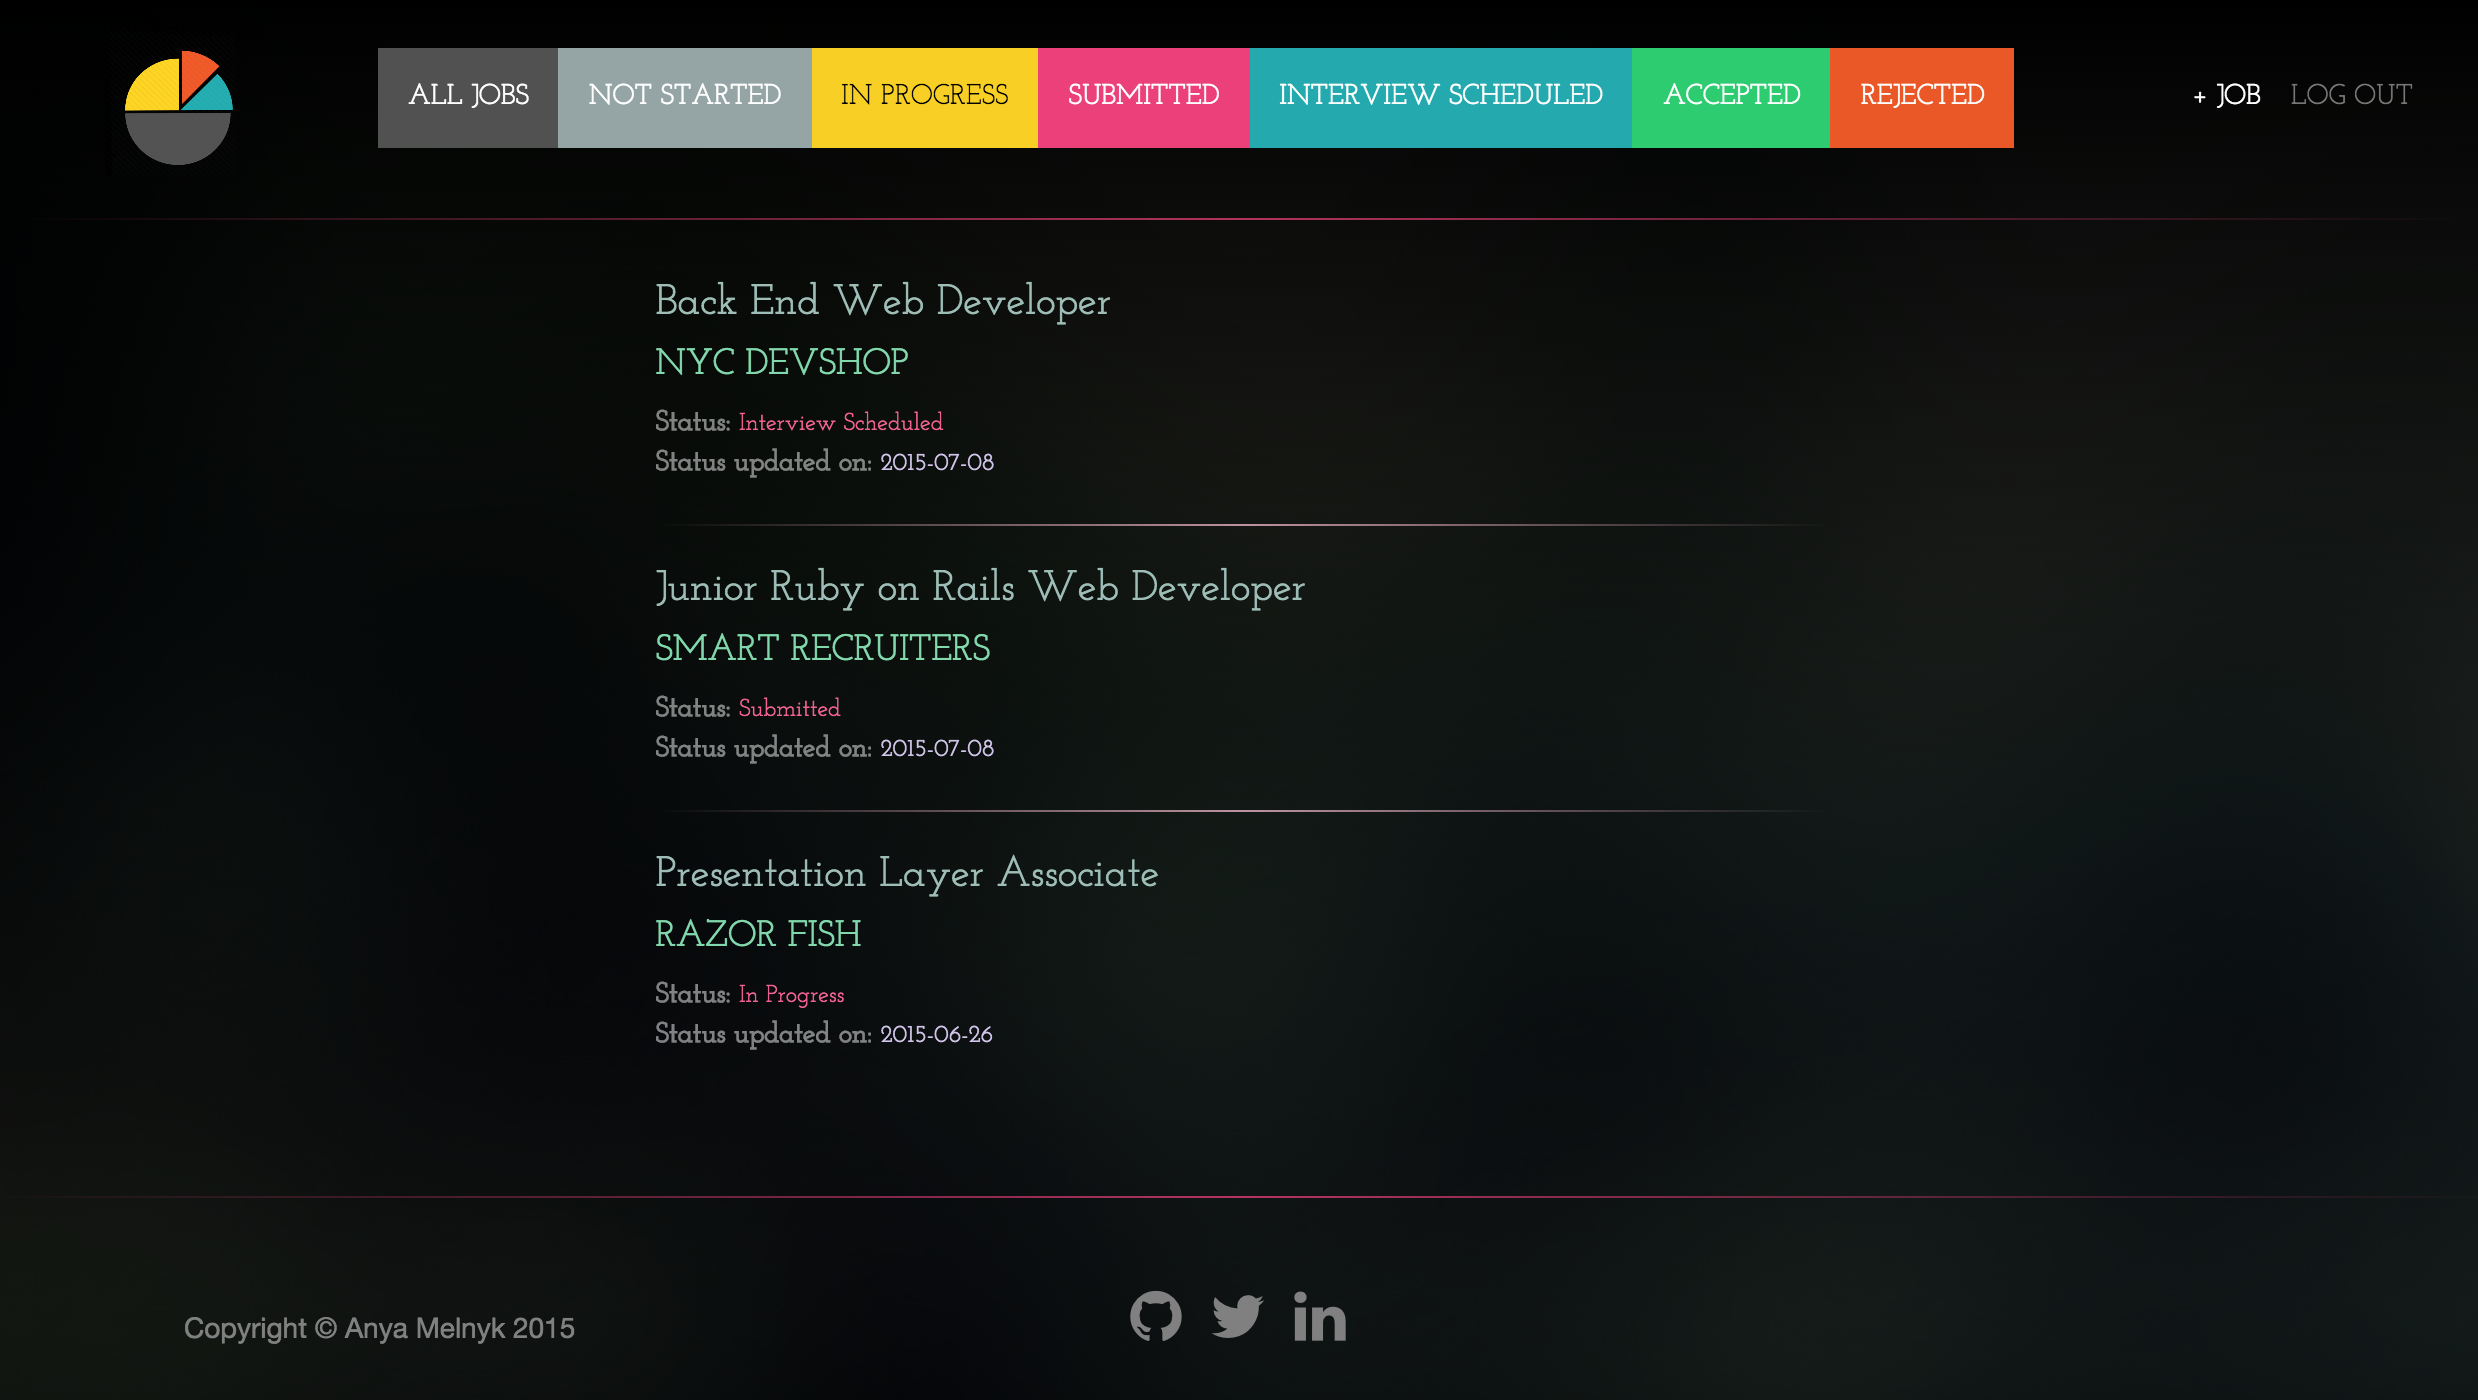 ALL JOBS NOT STARTED IN PROGRESS SUBMITTED INTERVIEW SCHEDULED ACCEPTED REJECTED + JOB LOG OUT
Back End Web Developer
NYC DEVSHOP
Status: Interview Scheduled
Status updated on: 2015-07-08
Junior Ruby on Rails Web Developer
SMART RECRUITERS
Status: Submitted
Status updated on: 2015-07-08
Presentation Layer Associate
RAZOR FISH
Status: In Progress
Status updated on: 2015-06-26
Copyright © Anya Melnyk 2015